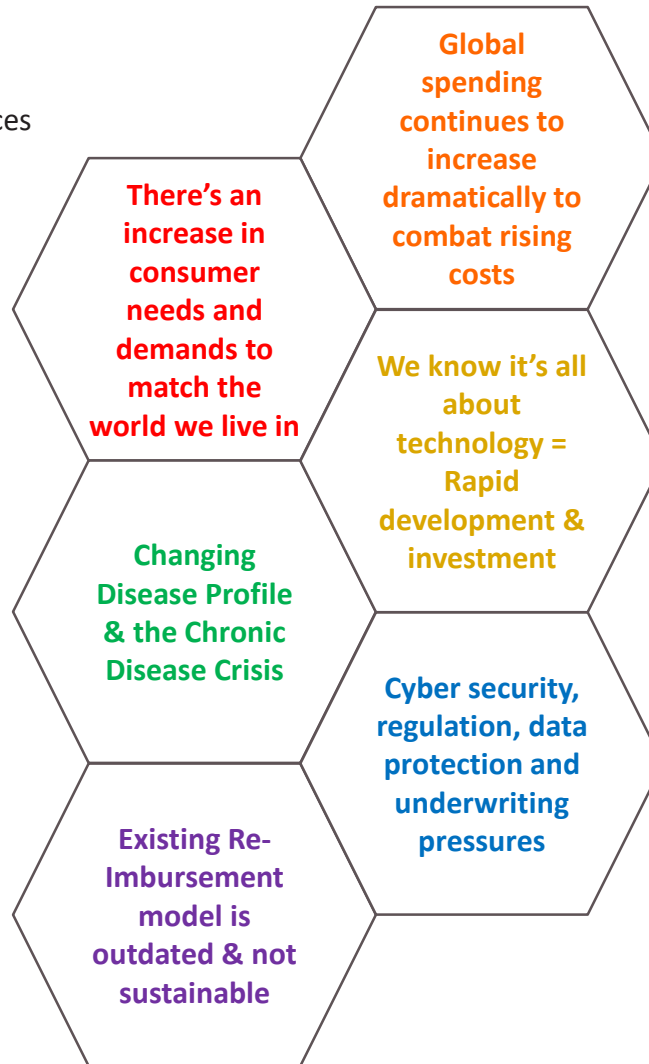 Global
spending
continues to
increase
dramatically to
combat rising
costs
There's an
increase in
consumer
needs and
demands to
match the
world we live in
We know it's all
about
technology =
Rapid
development &
investment
Changing
Disease Profile
& the Chronic
Disease Crisis
Cyber security,
regulation, data
protection and
underwriting
pressures
Existing Re-
Imbursement
model is
outdated & not
sustainable